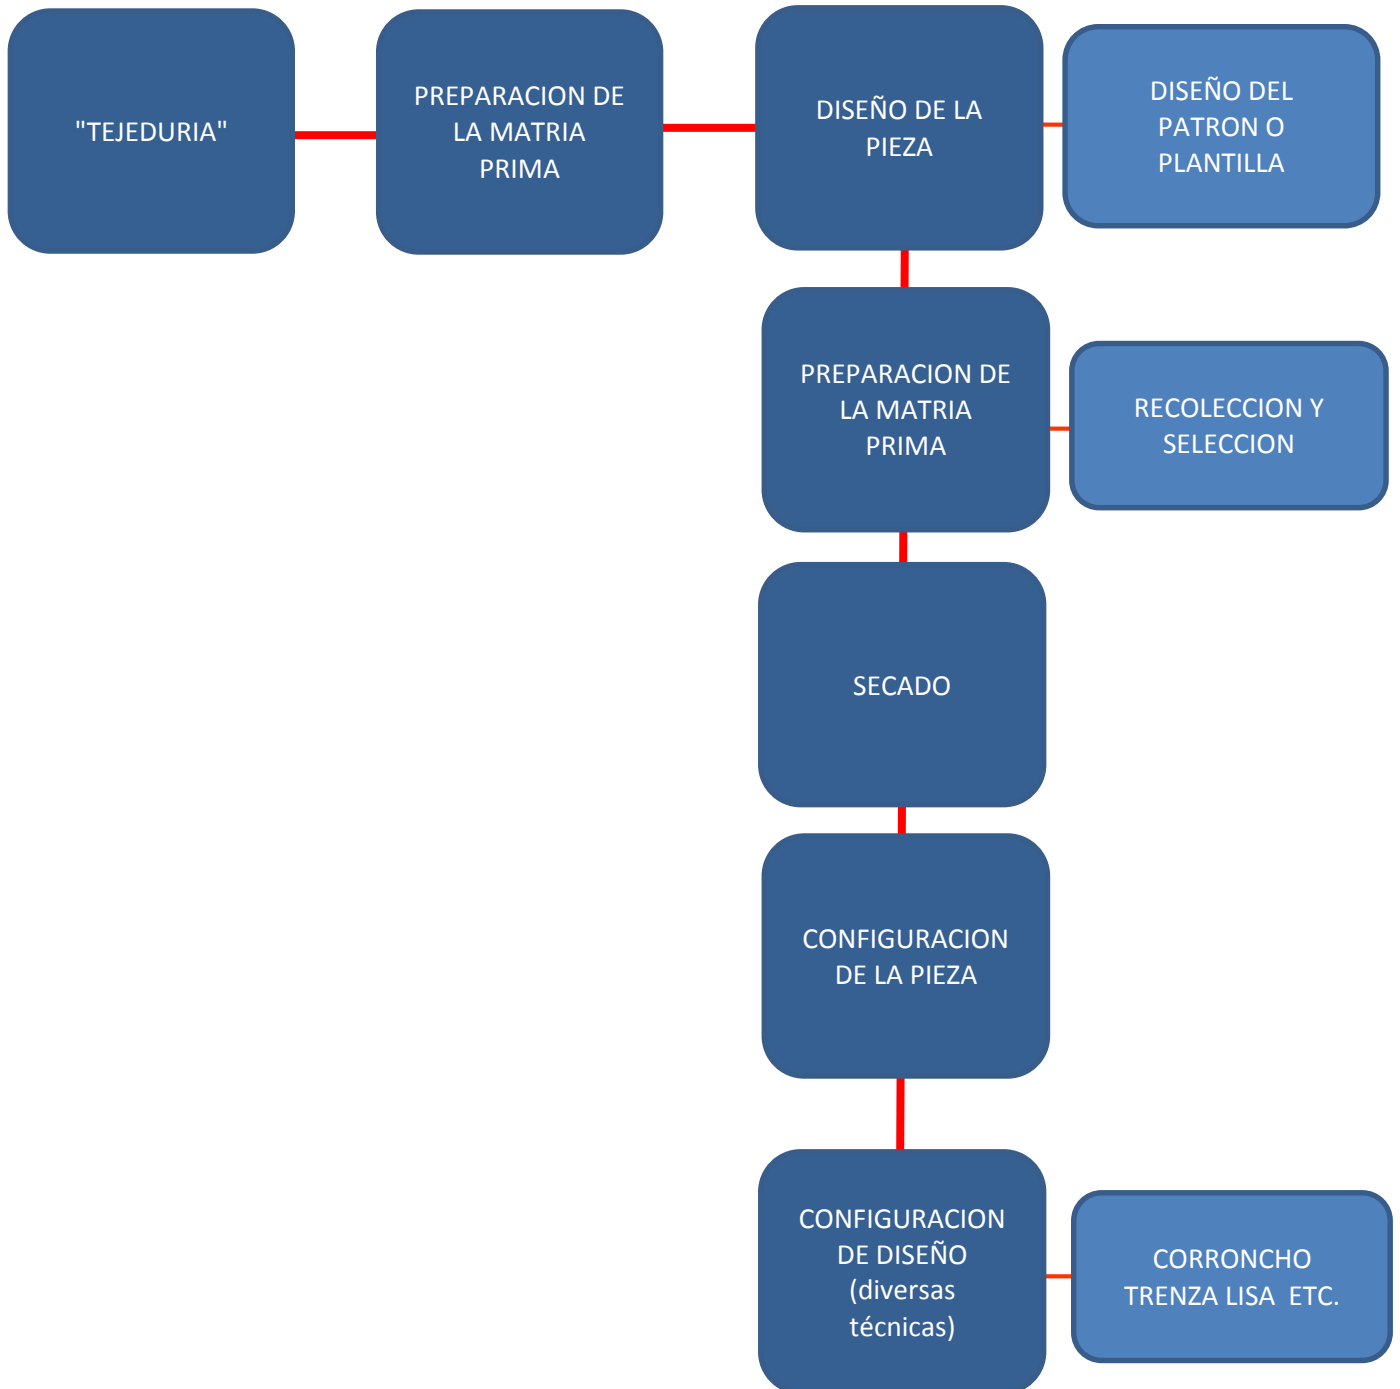 "TEJEDURIA"
PREPARACION DE
LA MATRIA
PRIMA
DISEÑO DE LA
PIEZA
DISEÑO DEL
PATRON O
PLANTILLA
PREPARACION DE
LA MATRIA
PRIMA
RECOLECCION Y
SELECCION
SECADO
CONFIGURACION
DE LA PIEZA
CONFIGURACION
DE DISEÑO
(diversas
técnicas)
CORRONCHO
TRENZA LISA  ETC.